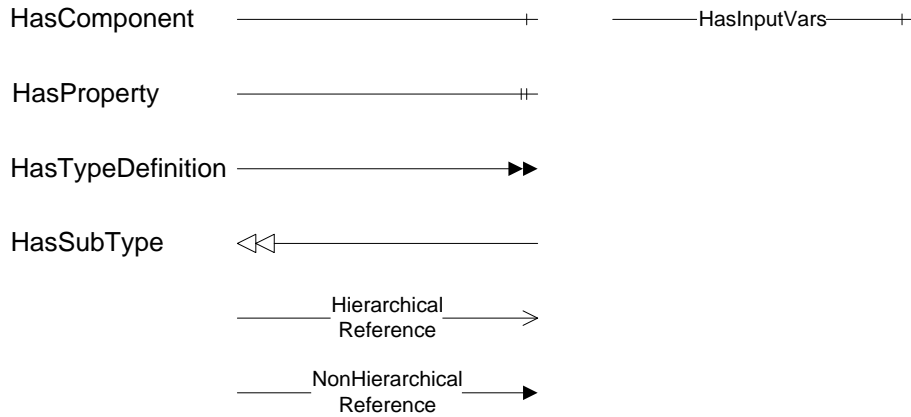 HasComponent
HasInputVars
HasProperty
HasTypeDefinition
HasSubType
Hierarchical
Reference
NonHierarchical
Reference